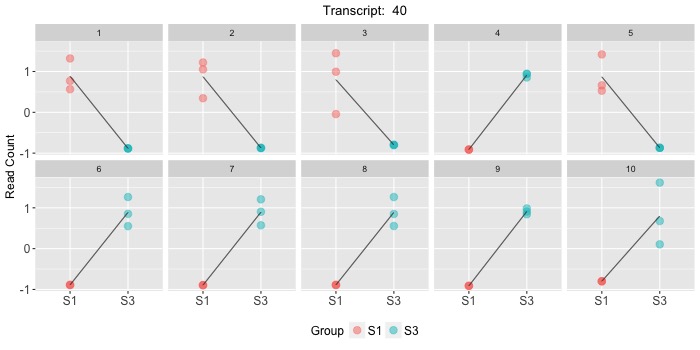 Transcript: 40
1 2 3 4 5
1
0
-1
6 7 8 9 10
1
0
-1
Read Count
S1 S3 S1 S3 S1 S3 S1 S3 S1 S3
Group S1 S3